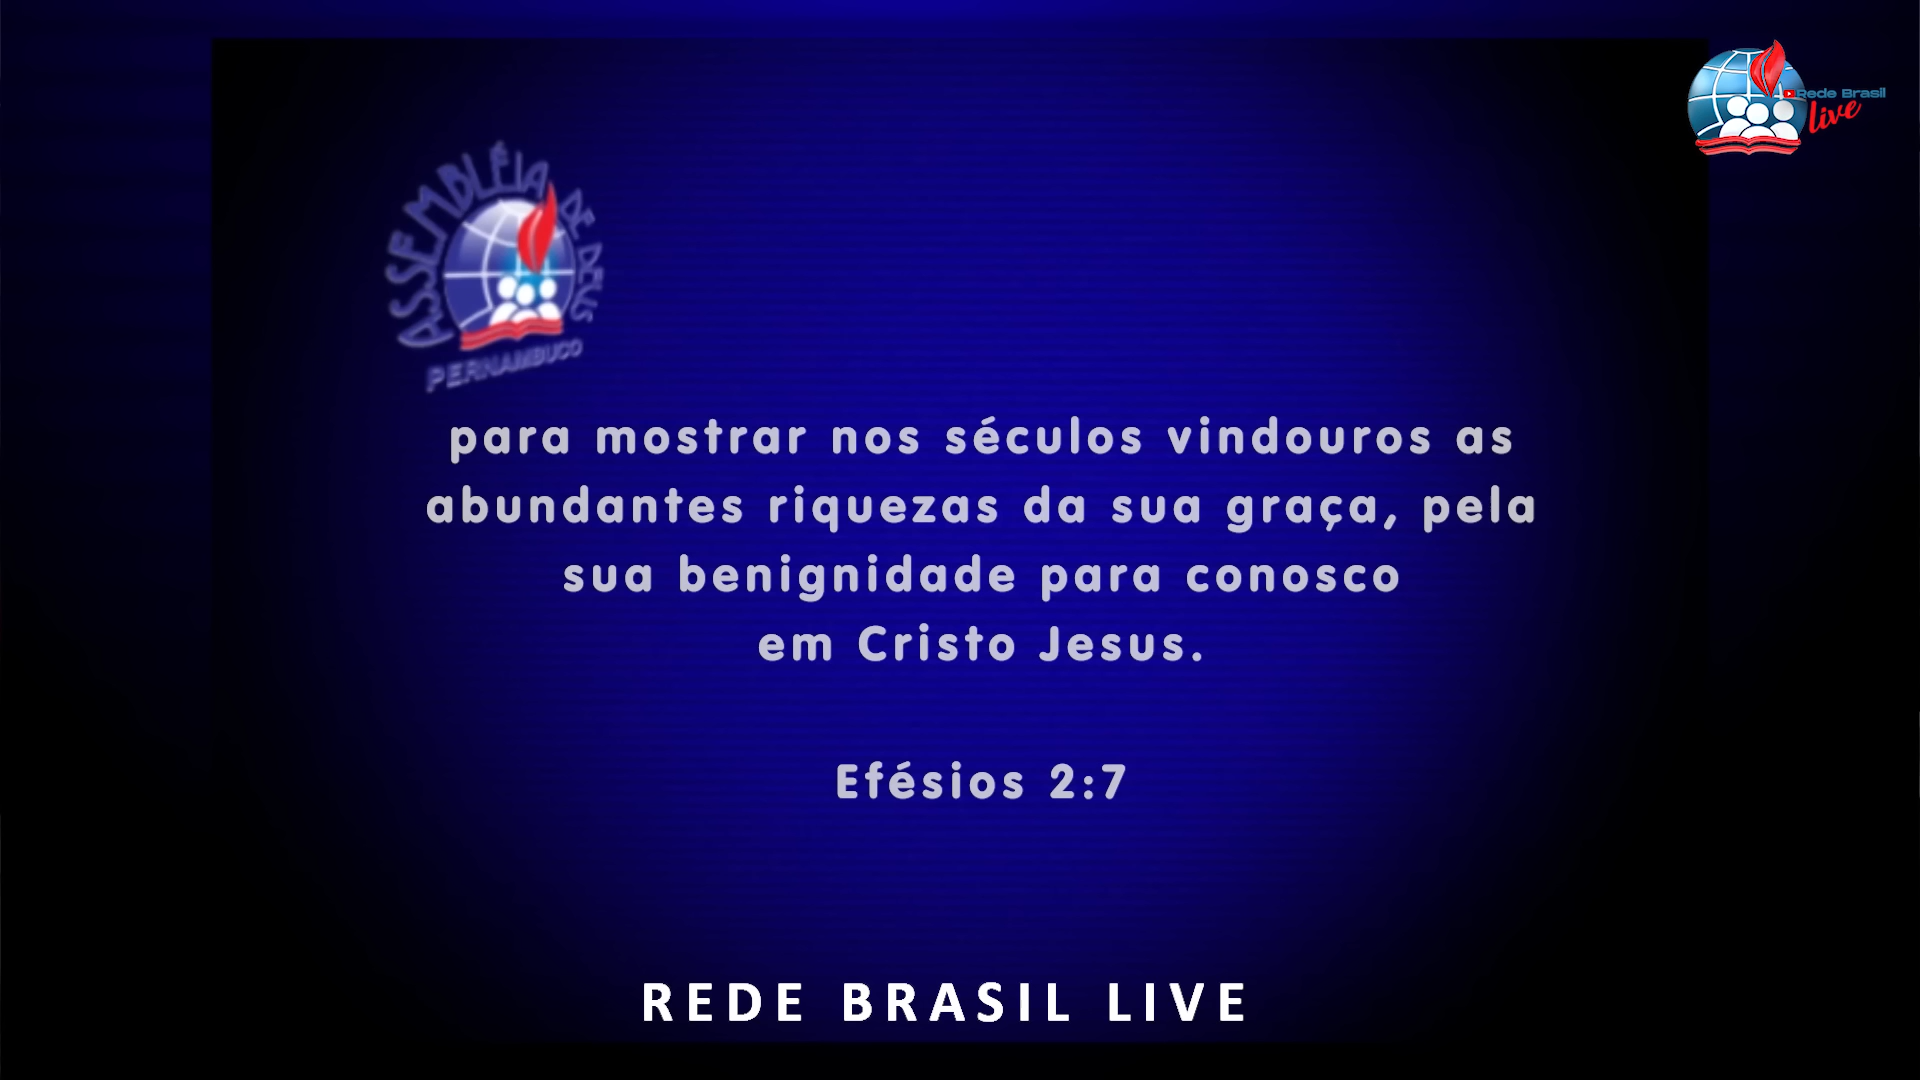 Rede Brasil
live
ASSEMBLÉIA DE DEUS
PERNAMBUCO
para mostrar nos séculos vindouros as
abundantes riquezas da sua graça, pela
sua benignidade para conosco
em Cristo Jesus.
Efésios 2:7
REDE BRASIL LIVE